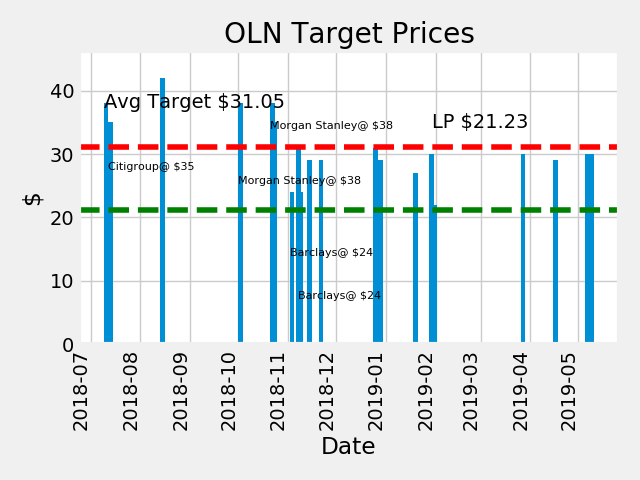 OLN Target Prices
Avg Target $31.05
LP $21.23
Morgan Stanley@ $38
Citigroup@ $35
Morgan Stanley@ $38
Barclays@ $24
Barclays@ $24
$
40
30
20
10
0
2018-07
2018-08
2018-09
2018-10
2018-11
2018-12
2019-01
2019-02
2019-03
2019-04
2019-05
Date